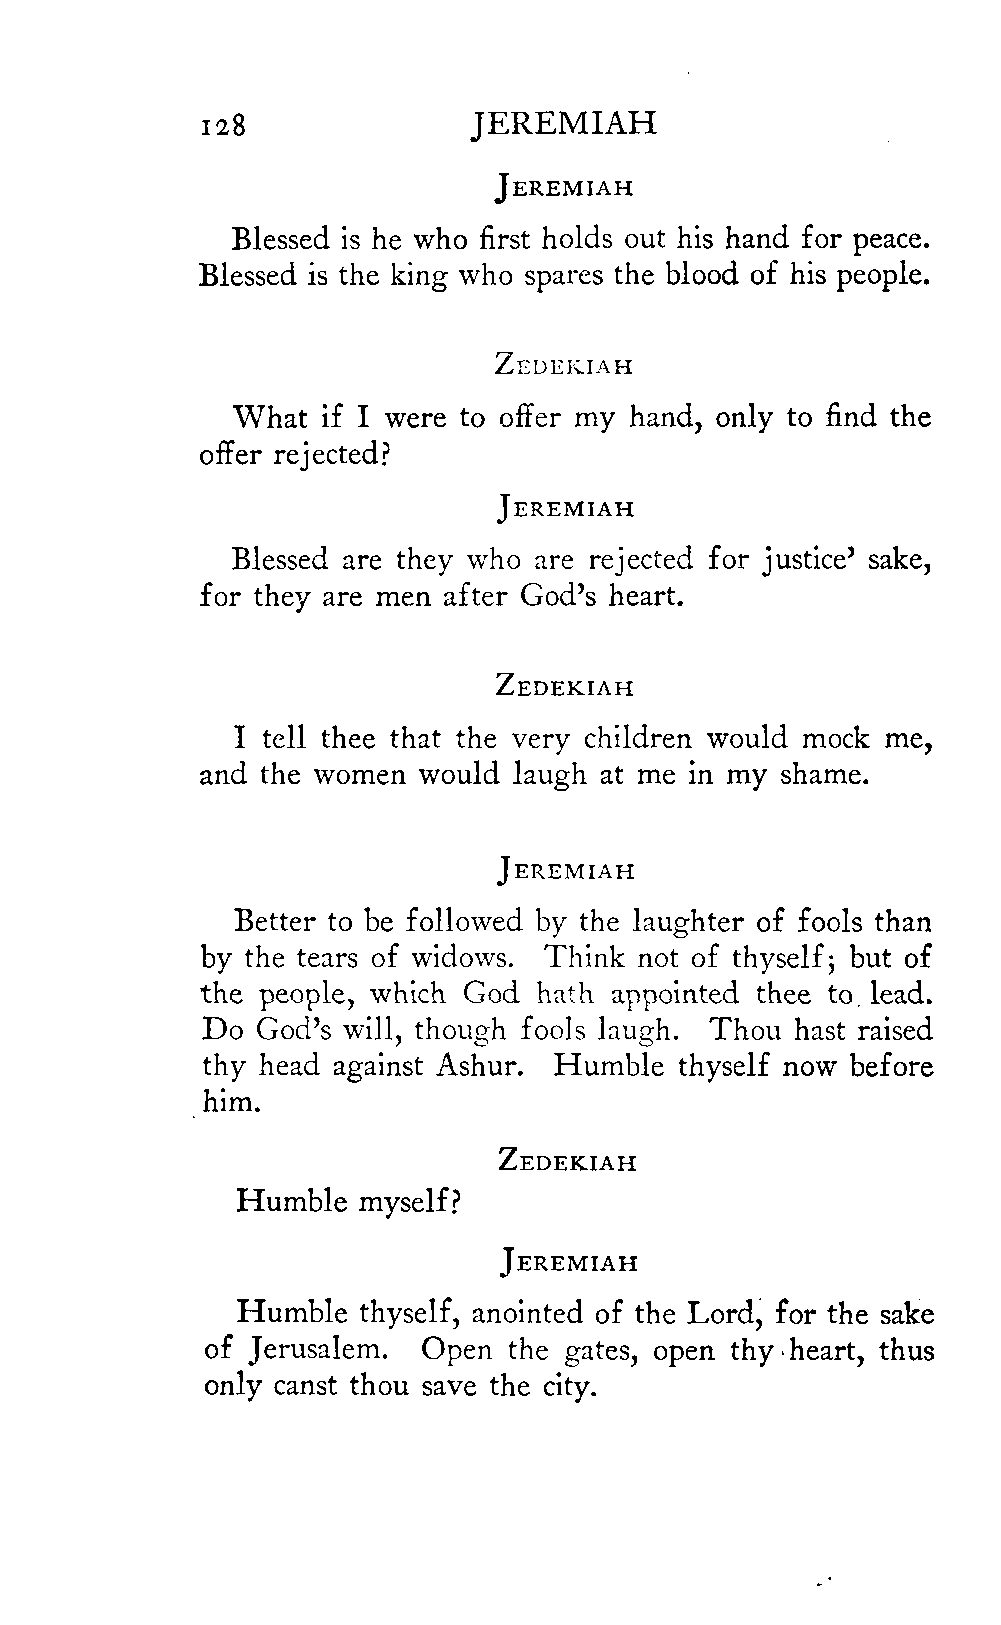 128 JEREMIAH
JEREMIAH
Blessed is he who first holds out his hand for peace.
Blessed is the king who spares the blood of his people.
ZEDEKIAH
What if I were to offer my hand, only to find the
offer rejected?
JEREMIAH
Blessed are they who are rejected for justice' sake,
for they are men after God's heart.
ZEDEKIAH
I tell thee that the very children would mock me,
and the women would laugh at me in my shame.
JEREMIAH
Better to be followed by the laughter of fools than
by the tears of widows. Think not of thyself; but of
the people, which God hath appointed thee to lead.
Do God's will, though fools laugh. Thou hast raised
thy head against Ashur. Humble thyself now before
him.
ZEDEKIAH
Humble myself?
JEREMIAH
Humble thyself, anointed of the Lord, for the sake
of Jerusalem. Open the gates, open thy heart, thus
only canst thou save the city.